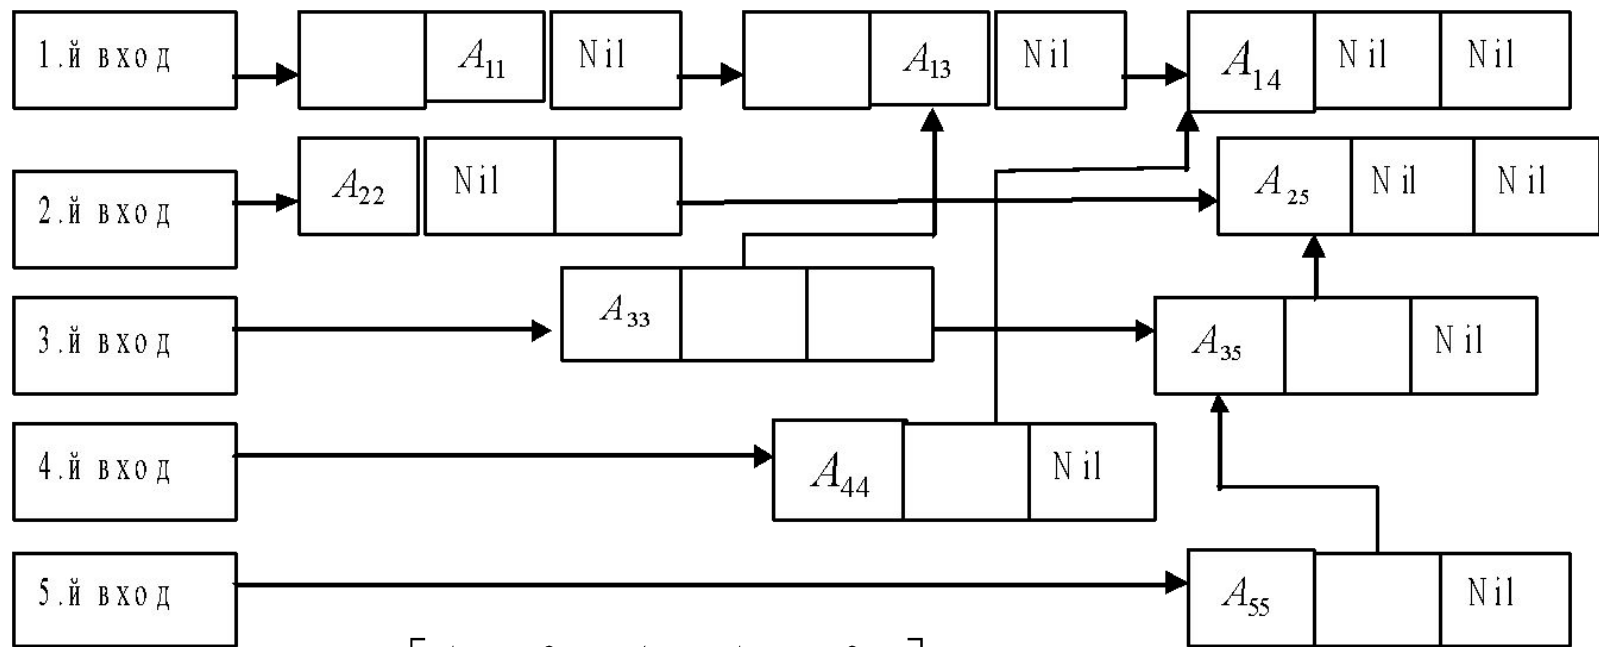 1.й вход A11 Nil A13 Nil A14 Nil Nil
2.й вход A22 Nil A25 Nil Nil
3.й вход A33 A35 Nil
4.й вход A44 Nil
5.й вход A55 Nil